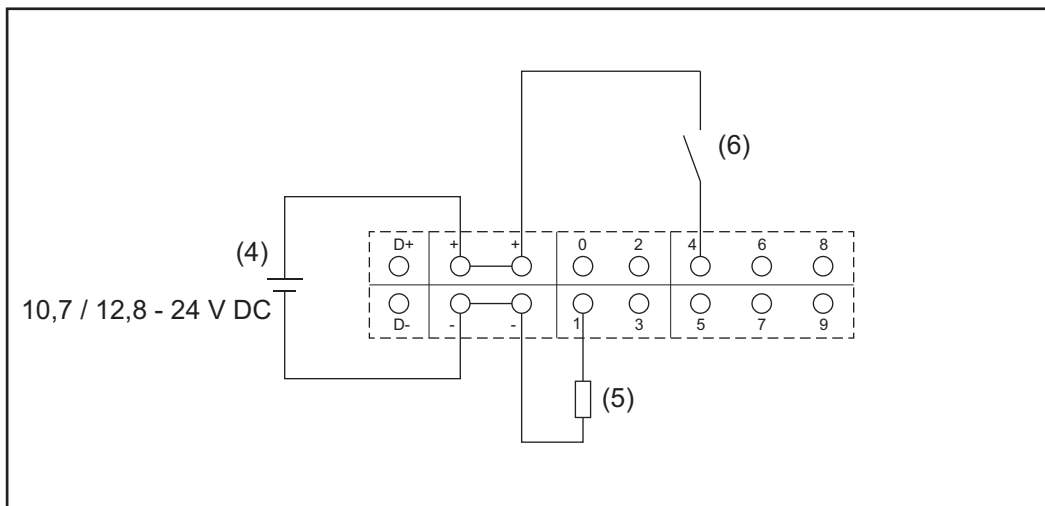 (6)
(4)
10,7 / 12,8 - 24 V DC
D+ + + 0 2 4 6 8
D- - - 1 3 5 7 9
(5)